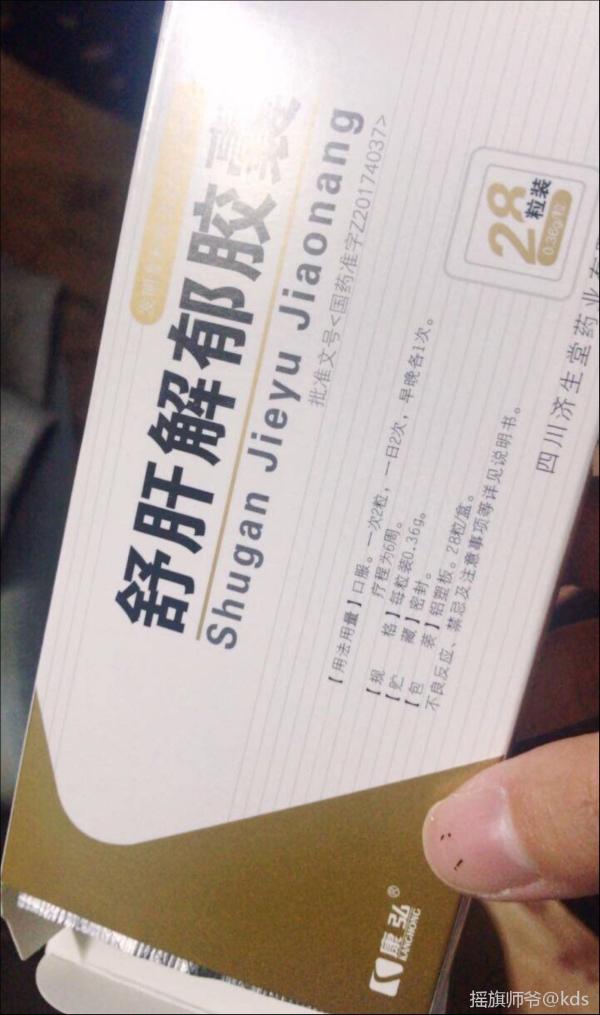 舒肝解郁胶囊
Shugan Jieyu Jiaonang
批准文号<国药准字Z20174037>
28
粒装
0.36g/粒
【用法用量】口服。一次2粒,一日2次,早晚各1次。
疗程为6周。
【规 格】每粒装0.36g。
【贮 藏】密封。
【包 装】铝塑板。28粒/盒。
不良反应、禁忌及注意事项等详见说明书。
四川济生堂药业有
康弘®
LANGHONG
摇旗师爷@kds